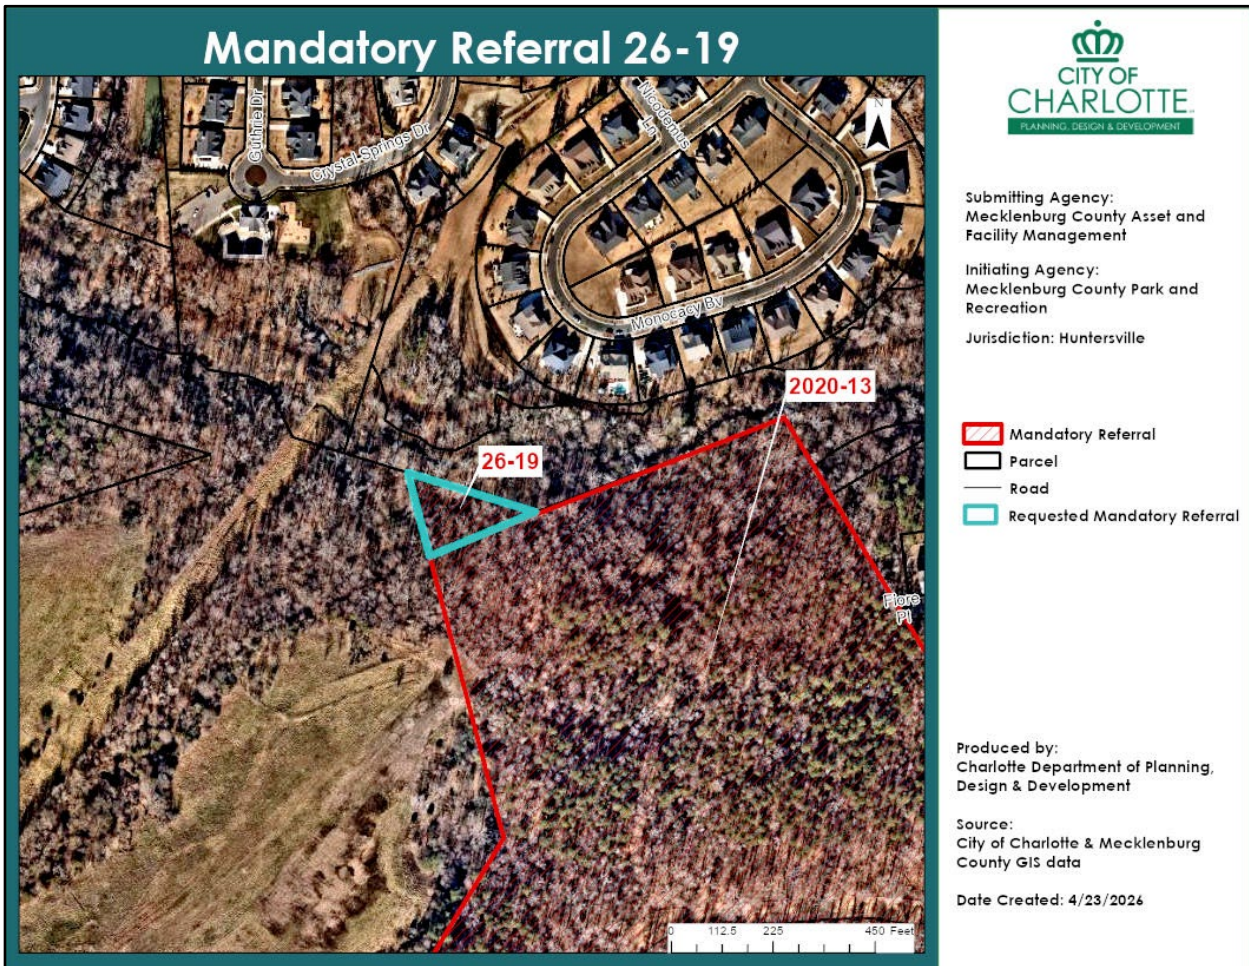 Mandatory Referral 26-19
Guthrie Dr
Crystal Springs Dr
Nicodemus
Ln
N
Monocacy Bv
2020-13
26-19
Fiore
Pl
0 112.5 225 450 Feet
CITY OF
CHARLOTTE
PLANNING, DESIGN & DEVELOPMENT
Submitting Agency:
Mecklenburg County Asset and
Facility Management
Initiating Agency:
Mecklenburg County Park and
Recreation
Jurisdiction: Huntersville
Mandatory Referral
Parcel
Road
Requested Mandatory Referral
Produced by:
Charlotte Department of Planning,
Design & Development
Source:
City of Charlotte & Mecklenburg
County GIS data
Date Created: 4/23/2026